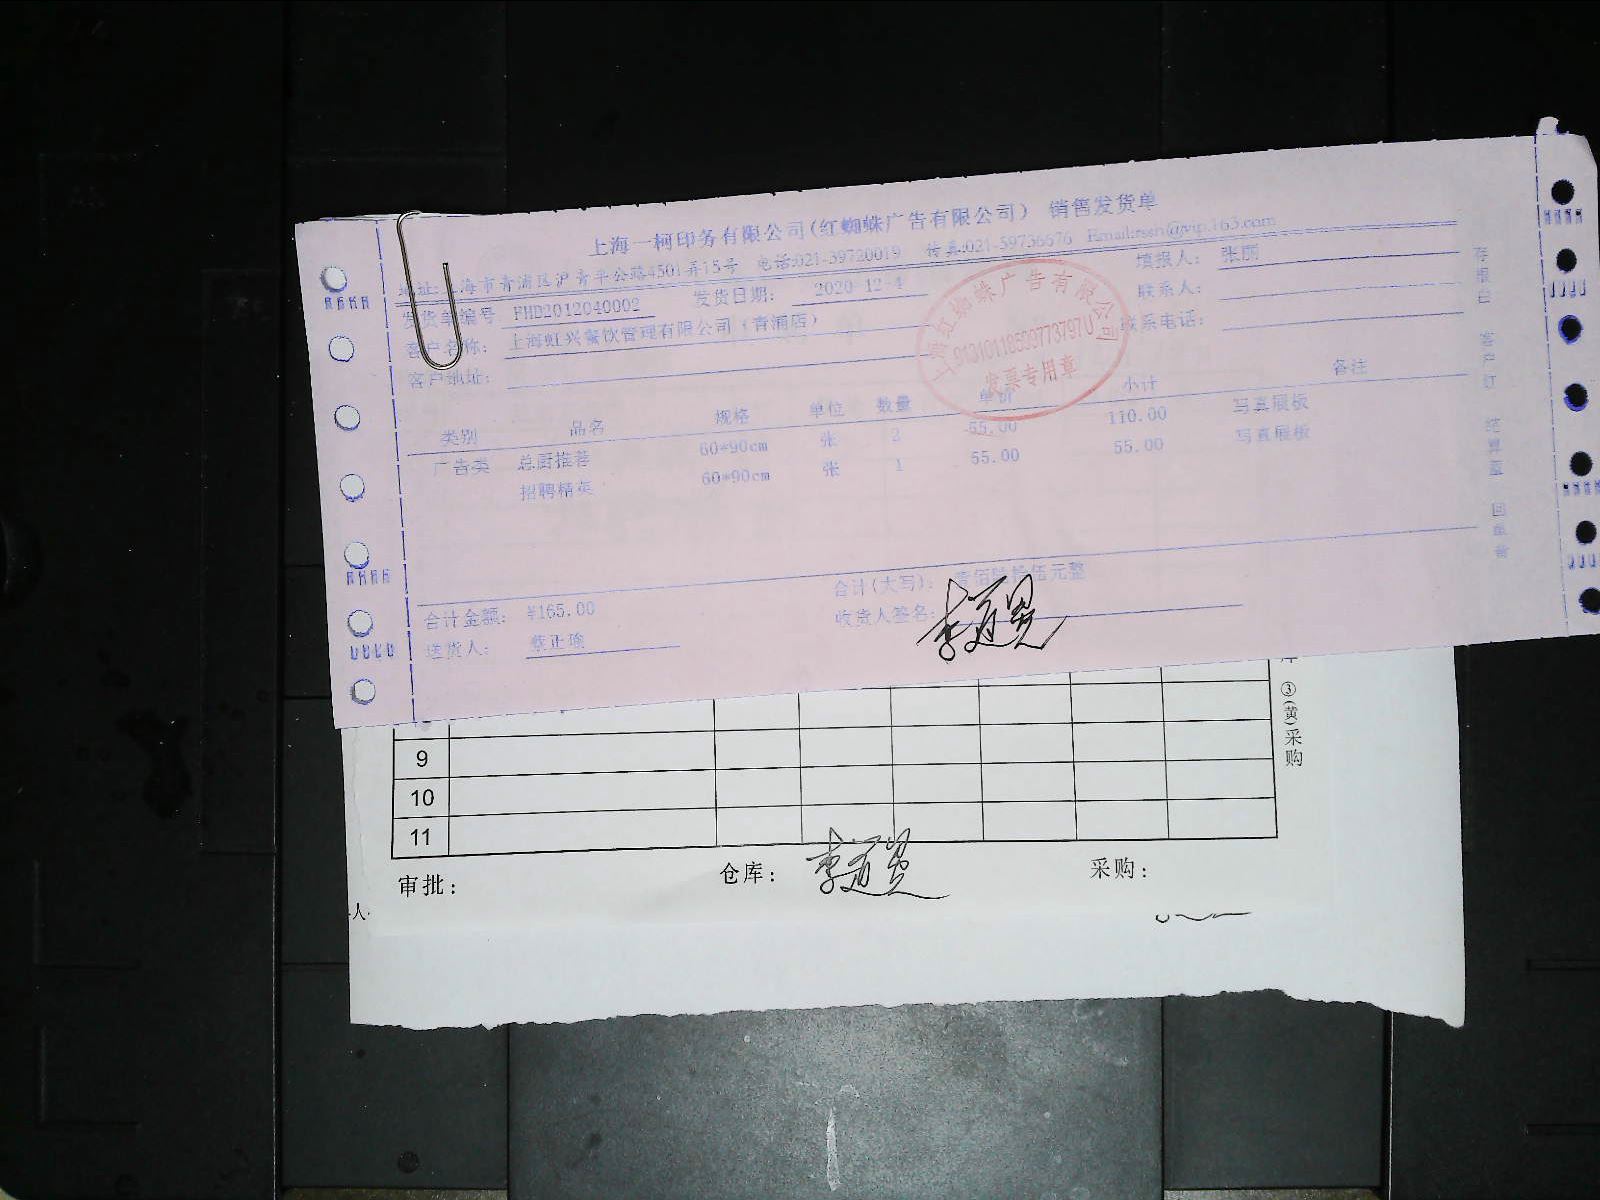 上海一柯印务有限公司(红蜘蛛广告有限公司) 销售发货单
地址:上海市青浦区沪青平公路4501弄15号 电话:021-39720019 传真:021-59736676 Email:rssn@vip.163.com
发货单编号 FHD2012040002 发货日期: 2020-12-4 填报人: 张丽
客户名称: 上海虹兴餐饮管理有限公司(青浦店) 联系人:
客户地址: 联系电话:
上海红蜘蛛广告有限公司
91310118599773797U
发票专用章
类别 品名 规格 单位 数量 单价 小计 备注
广告类 总厨推荐 60*90cm 张 2 55.00 110.00 写真展板
招聘精英 60*90cm 张 1 55.00 55.00 写真展板
合计金额: ¥165.00 合计(大写): 壹佰陆拾伍元整
送货人: 蔡正瑜 收货人签名:
存根白 客户红 结算蓝 回单黄
库 ③(黄)采购
9
10
11
审批: 仓库: 采购:
人